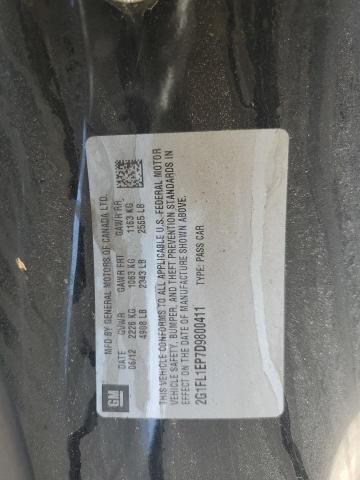 GM
MFD BY GENERAL MOTORS OF CANADA LTD.
DATE GVWR GAWR FRT GAWR RR
06/12 2226 KG 1063 KG 1163 KG
4908 LB 2343 LB 2565 LB
THIS VEHICLE CONFORMS TO ALL APPLICABLE U.S. FEDERAL MOTOR
VEHICLE SAFETY, BUMPER, AND THEFT PREVENTION STANDARDS IN
EFFECT ON THE DATE OF MANUFACTURE SHOWN ABOVE.
2G1FL1EP7D9800411 TYPE: PASS CAR